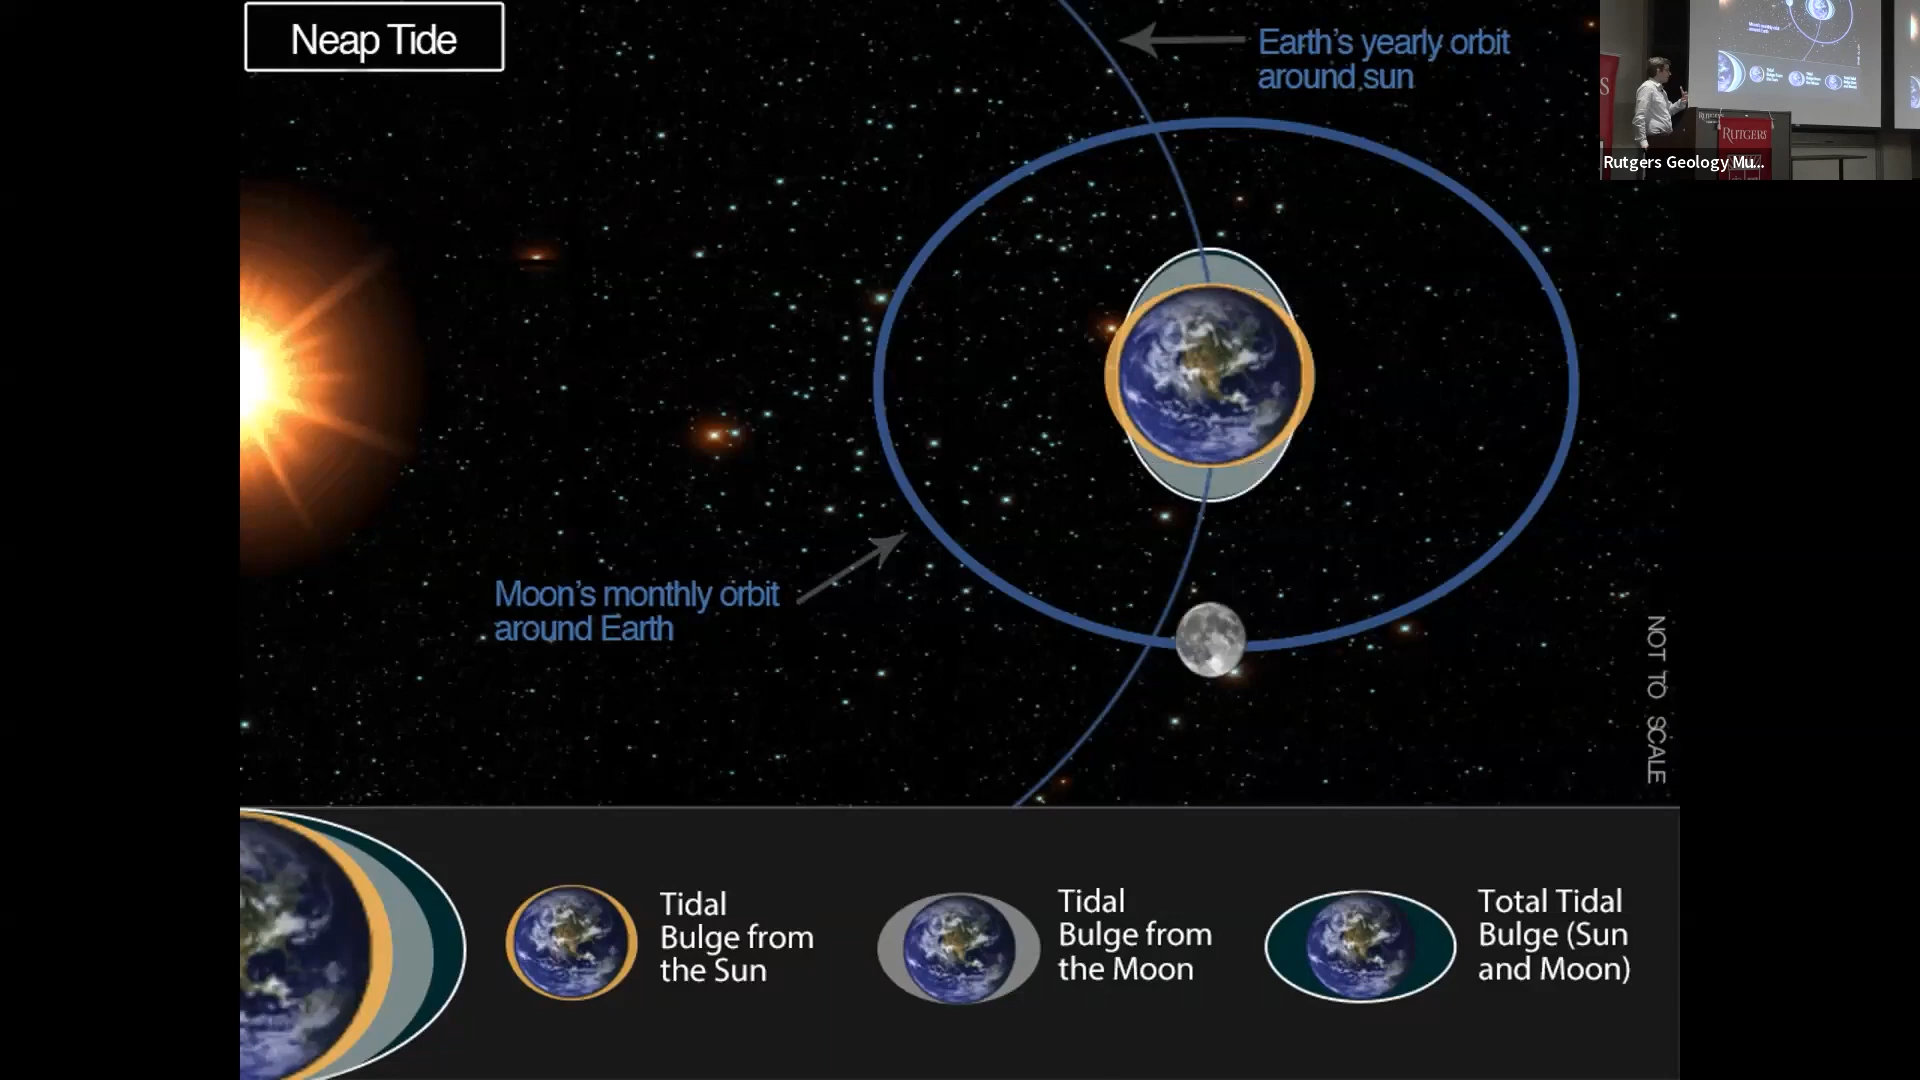 Neap Tide
Earth's yearly orbit
around sun
RUTGERS
Rutgers Geology Mu...
Moon's monthly orbit
around Earth
NOT TO SCALE
Tidal
Bulge from
the Sun
Tidal
Bulge from
the Moon
Total Tidal
Bulge (Sun
and Moon)